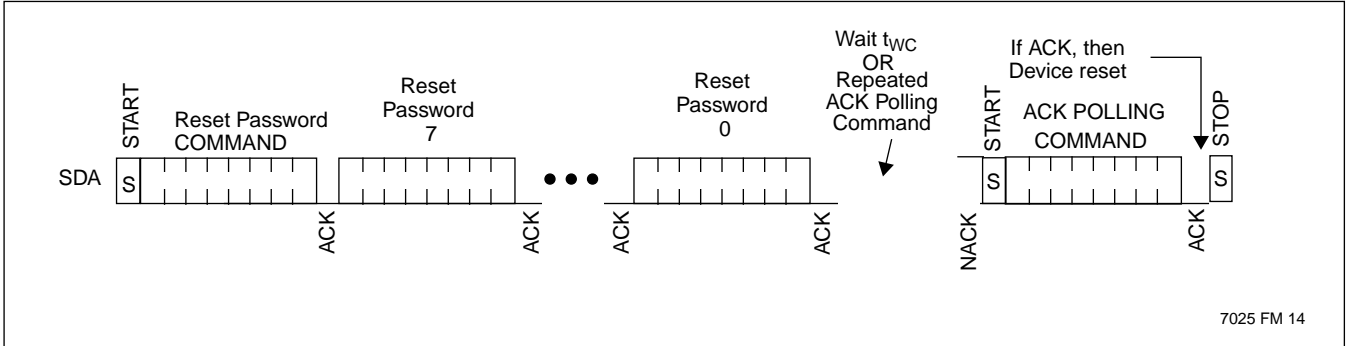 SDA
START
S
Reset Password
COMMAND
ACK
Reset
Password
7
ACK
ACK
Reset
Password
0
ACK
Wait tWC
OR
Repeated
ACK Polling
Command
NACK
START
S
ACK POLLING
COMMAND
If ACK, then
Device reset
ACK
STOP
S
7025 FM 14